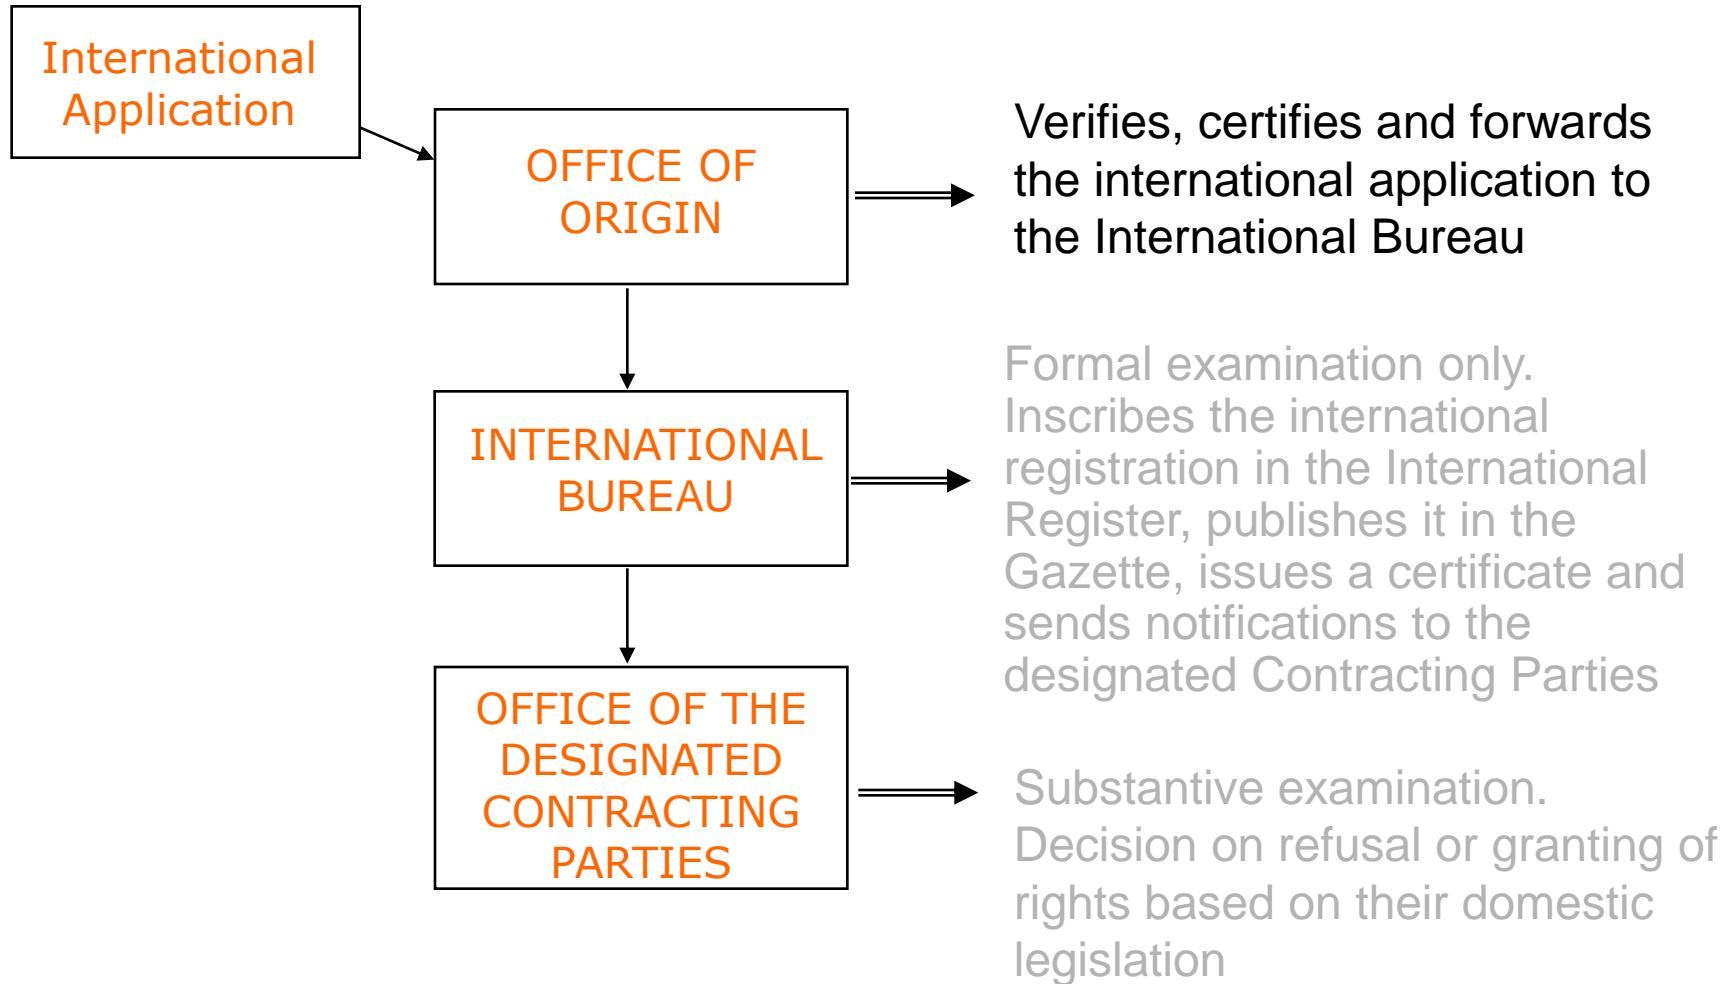 International
Application
OFFICE OF
ORIGIN
Verifies, certifies and forwards
the international application to
the International Bureau
INTERNATIONAL
BUREAU
Formal examination only.
Inscribes the international
registration in the International
Register, publishes it in the
Gazette, issues a certificate and
sends notifications to the
designated Contracting Parties
OFFICE OF THE
DESIGNATED
CONTRACTING
PARTIES
Substantive examination.
Decision on refusal or granting of
rights based on their domestic
legislation